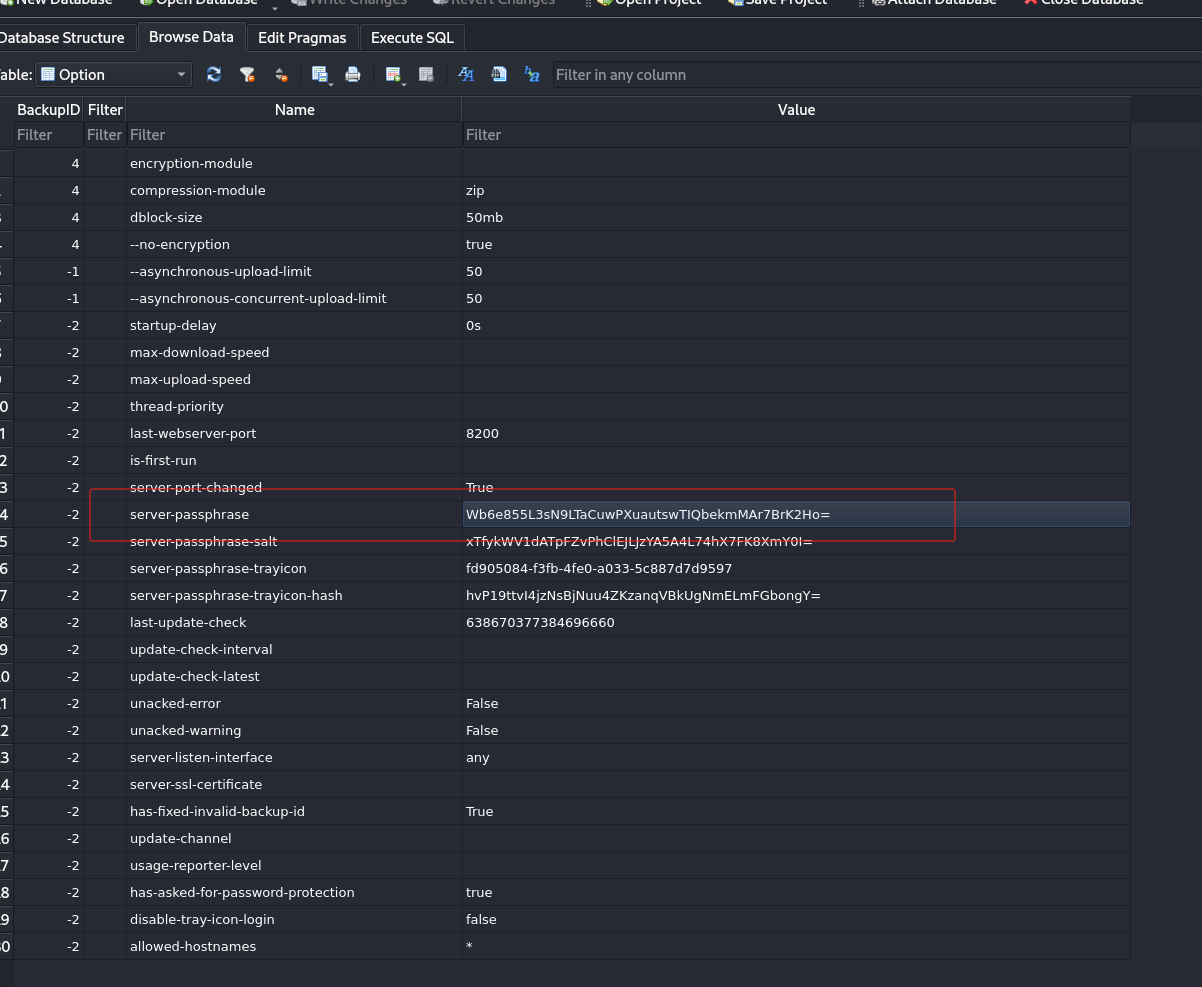 New Database Open Database Write Changes Revert Changes Open Project Save Project Attach Database Close Database
Database Structure Browse Data Edit Pragmas Execute SQL
able: Option Filter in any column
BackupID Filter Name Value
Filter Filter Filter Filter
4 encryption-module
4 compression-module zip
4 dblock-size 50mb
4 --no-encryption true
-1 --asynchronous-upload-limit 50
-1 --asynchronous-concurrent-upload-limit 50
-2 startup-delay 0s
-2 max-download-speed
-2 max-upload-speed
0 -2 thread-priority
1 -2 last-webserver-port 8200
2 -2 is-first-run
3 -2 server-port-changed True
4 -2 server-passphrase Wb6e855L3sN9LTaCuwPXuautswTIQbekmMAr7BrK2Ho=
5 -2 server-passphrase-salt xTfykWV1dATpFZvPhClEJLJzYA5A4L74hX7FK8XmY0I=
6 -2 server-passphrase-trayicon fd905084-f3fb-4fe0-a033-5c887d7d9597
7 -2 server-passphrase-trayicon-hash hvP19ttvI4jzNsBjNuu4ZKzanqVBkUgNmELmFGbongY=
8 -2 last-update-check 638670377384696660
9 -2 update-check-interval
0 -2 update-check-latest
1 -2 unacked-error False
2 -2 unacked-warning False
3 -2 server-listen-interface any
4 -2 server-ssl-certificate
5 -2 has-fixed-invalid-backup-id True
6 -2 update-channel
7 -2 usage-reporter-level
8 -2 has-asked-for-password-protection true
9 -2 disable-tray-icon-login false
0 -2 allowed-hostnames *